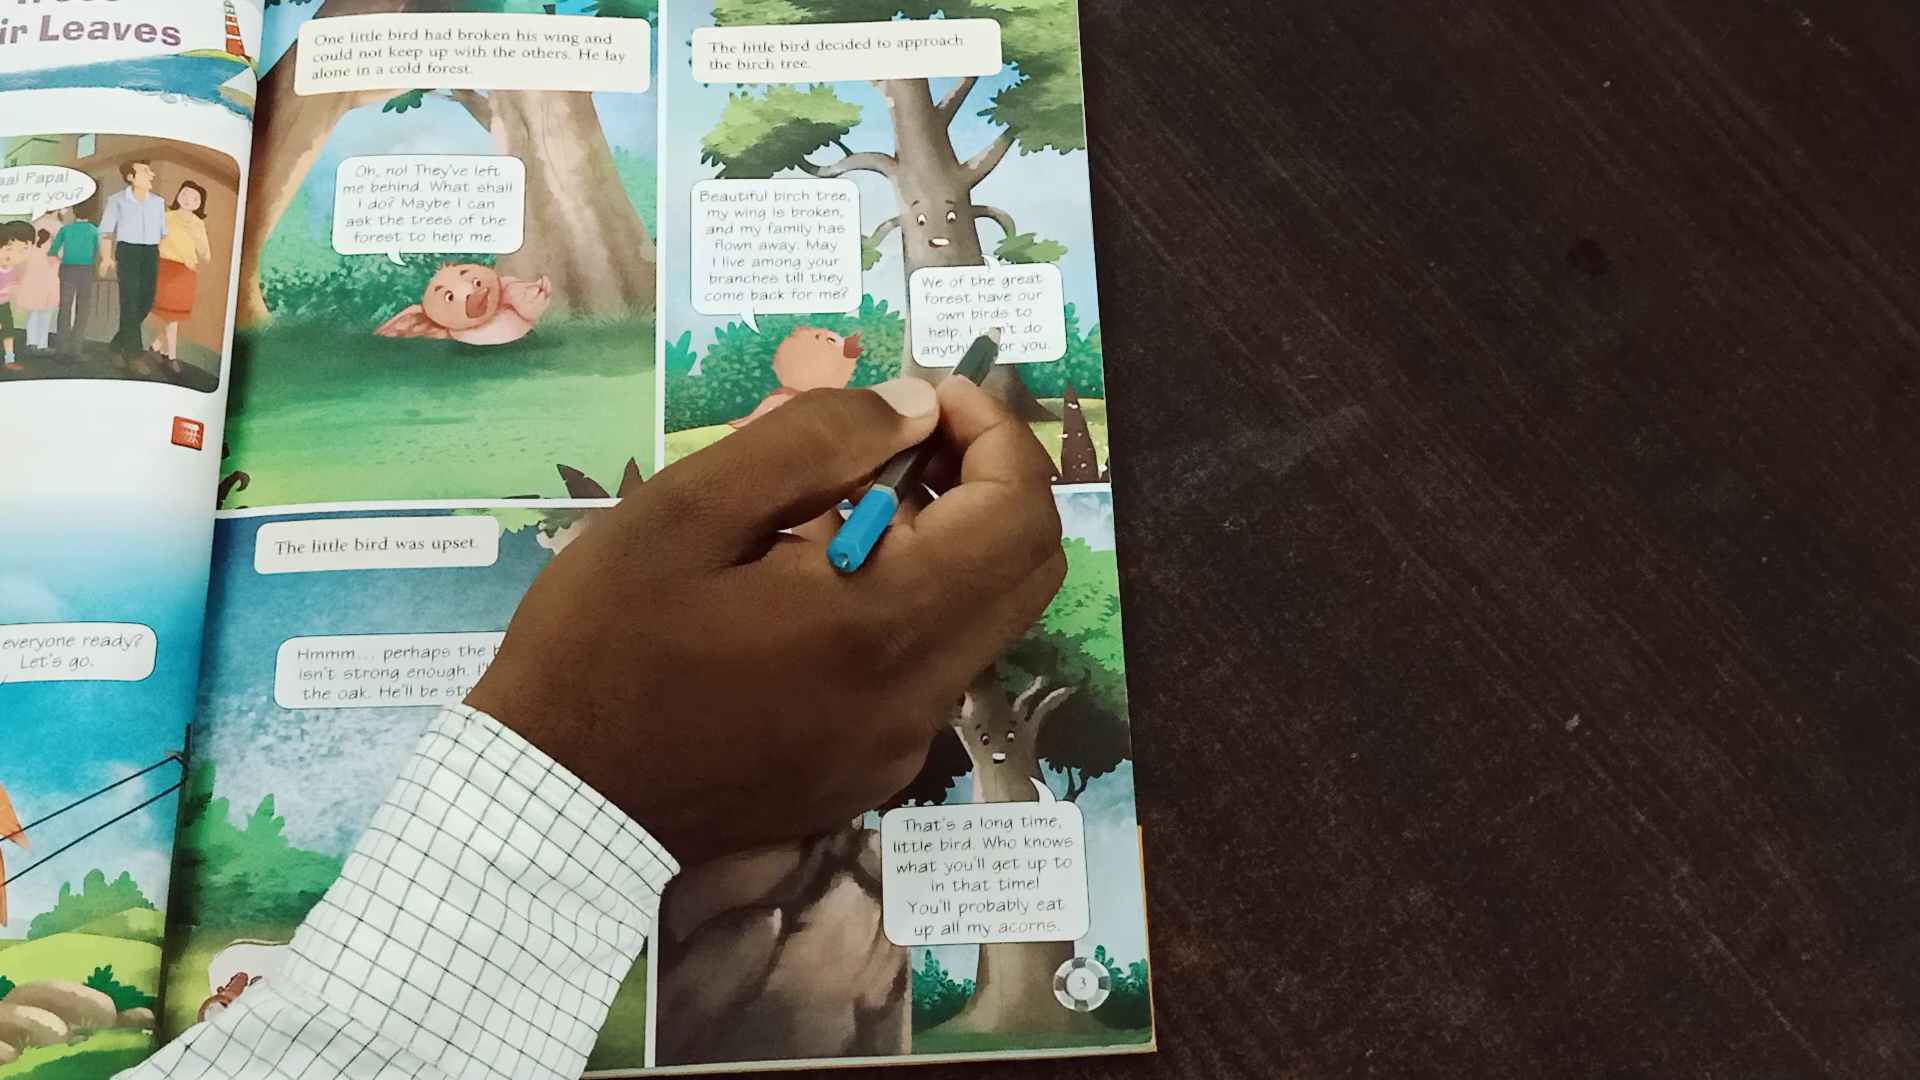 ir Leaves
aa! Papa!
re are you?
everyone ready?
Let's go.
One little bird had broken his wing and
could not keep up with the others. He lay
alone in a cold forest.
Oh, no! They've left
me behind. What shall
I do? Maybe I can
ask the trees of the
forest to help me.
The little bird decided to approach
the birch tree.
Beautiful birch tree,
my wing is broken,
and my family has
flown away. May
I live among your
branches till they
come back for me?
We of the great
forest have our
own birds to
help. I can't do
anythi or you.
The little bird was upset.
Hmmm... perhaps the b
isn't strong enough. I'l
the oak. He'll be str
That's a long time,
little bird. Who knows
what you'll get up to
in that time!
You'll probably eat
up all my acorns.
3